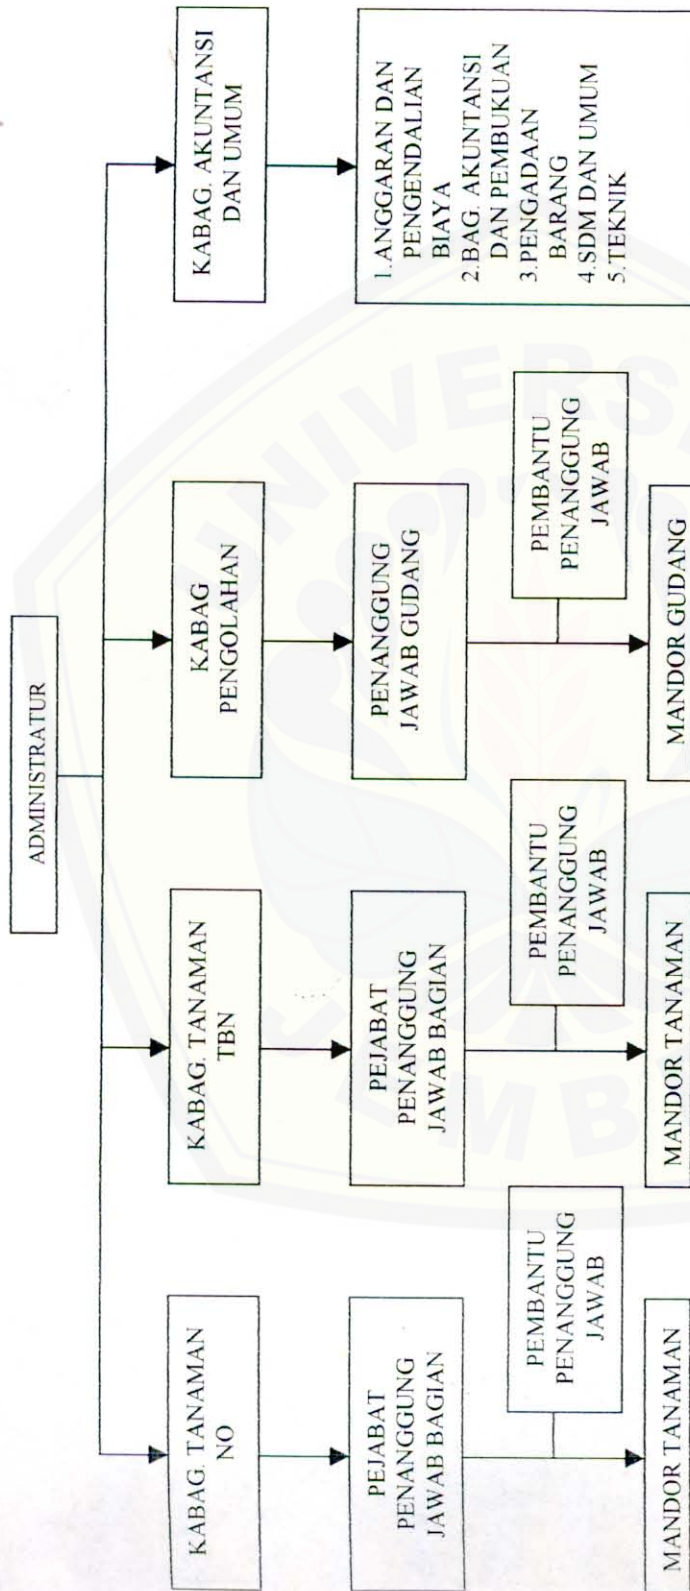 ADMINISTRATUR
KABAG. TANAMAN
NO
KABAG. TANAMAN
TBN
KABAG
PENGOLAHAN
KABAG. AKUNTANSI
DAN UMUM
PEJABAT
PENANGGUNG
JAWAB BAGIAN
PEJABAT
PENANGGUNG
JAWAB BAGIAN
PENANGGUNG
JAWAB GUDANG
1.ANGGARAN DAN
PENGENDALIAN
BIAYA
2.BAG. AKUNTANSI
DAN PEMBUKUAN
3.PENGADAAN
BARANG
4.SDM DAN UMUM
5.TEKNIK
PEMBANTU
PENANGGUNG
JAWAB
PEMBANTU
PENANGGUNG
JAWAB
PEMBANTU
PENANGGUNG
JAWAB
MANDOR TANAMAN
MANDOR TANAMAN
MANDOR GUDANG
UNIVERS
JEMB